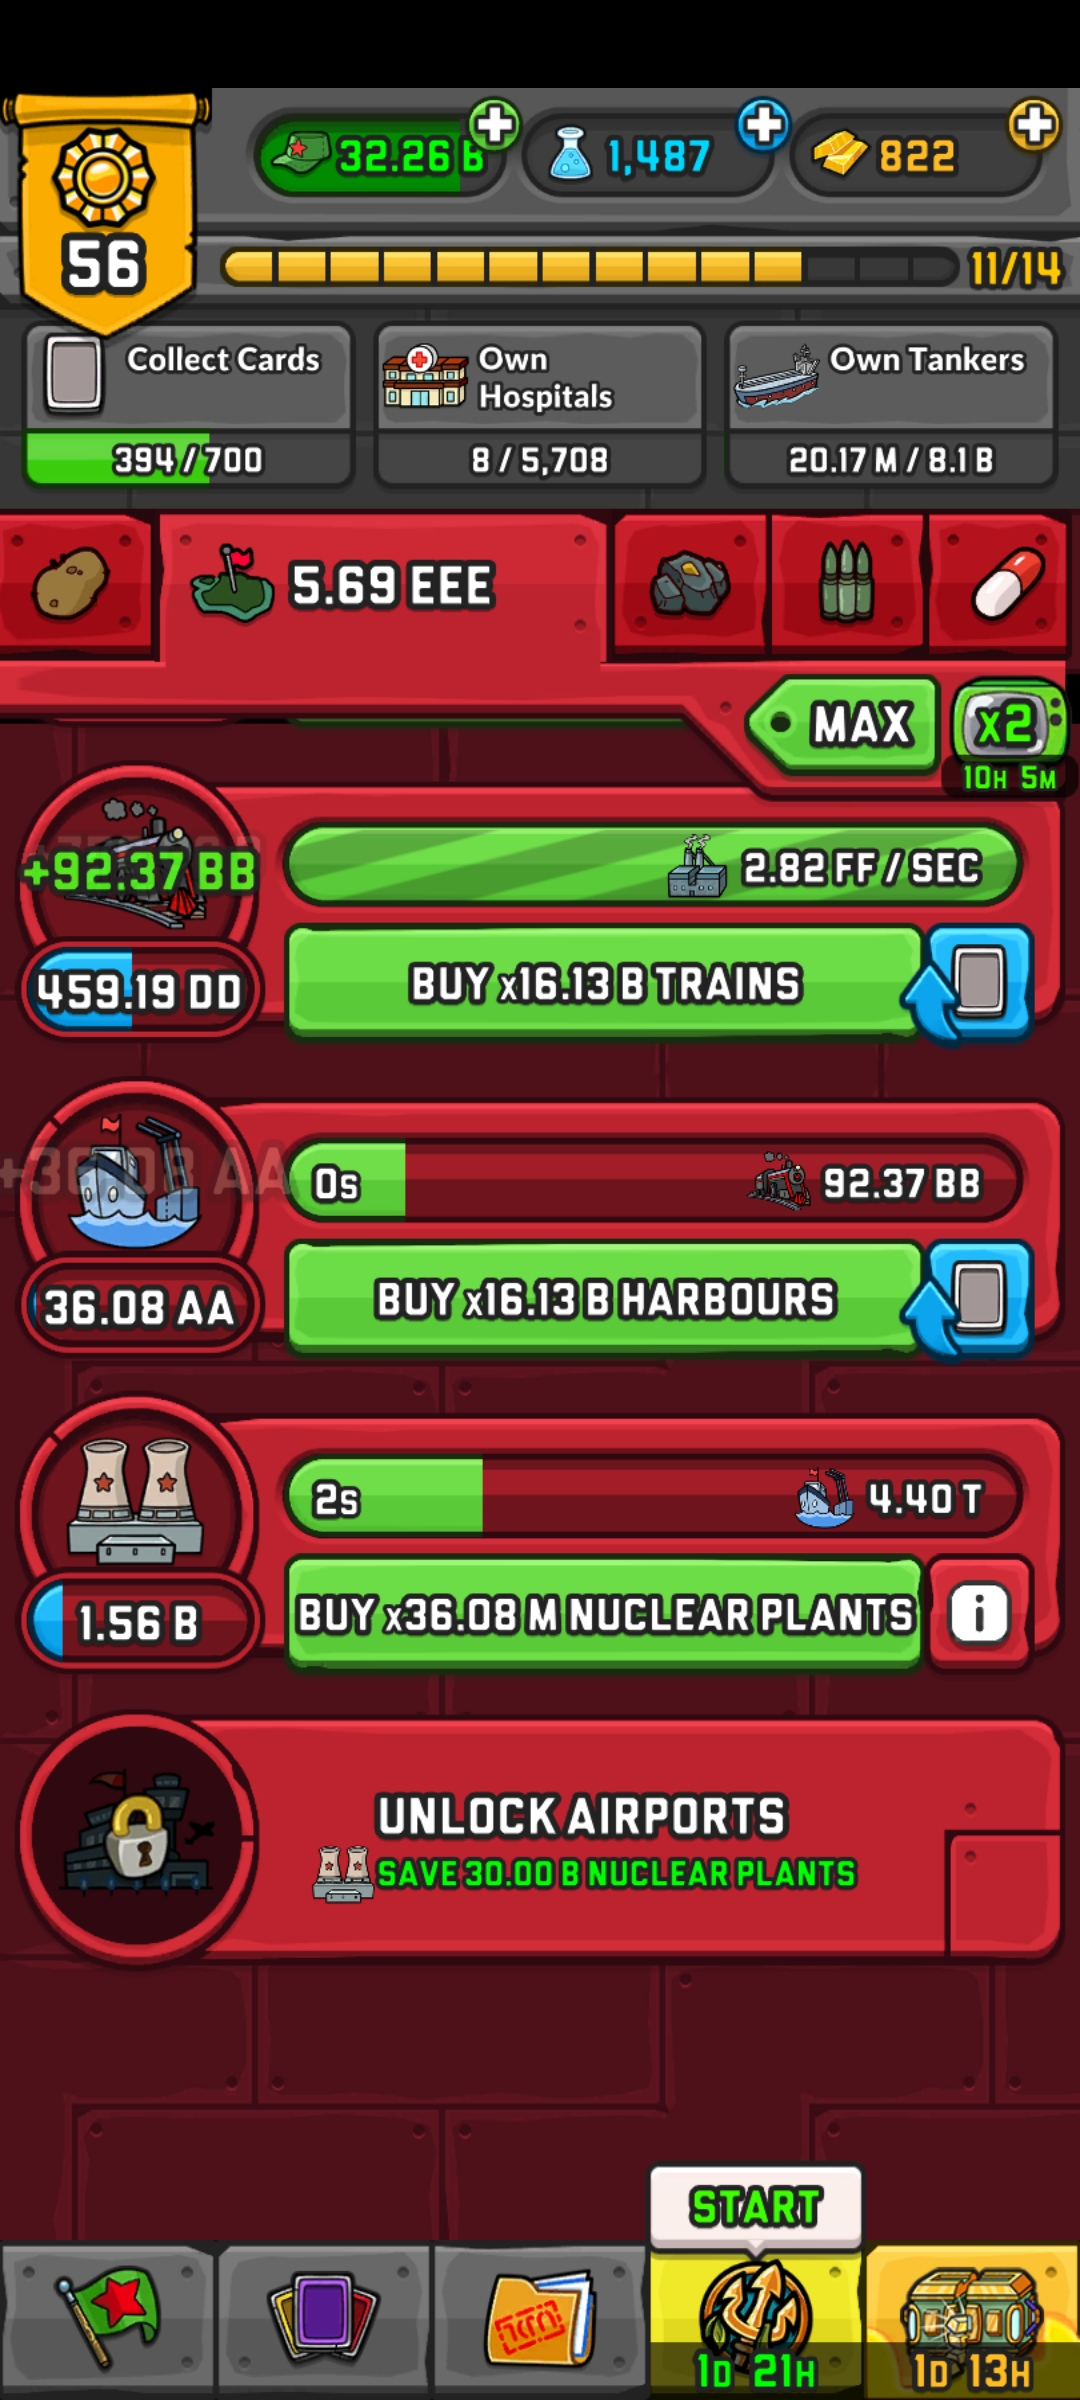 56
32.26 B
1,487
822
11/14
Collect Cards
394/700
Own
Hospitals
8/5,708
Own Tankers
20.17 M/8.1 B
5.69 EEE
MAX
x2
10H 5M
+92.37 BB
2.82 FF/SEC
459.19 DD
BUY x16.13 B TRAINS
+36.08 AA
0s
92.37 BB
36.08 AA
BUY x16.13 B HARBOURS
2s
4.40 T
1.56 B
BUY x36.08 M NUCLEAR PLANTS
i
UNLOCK AIRPORTS
SAVE 30.00 B NUCLEAR PLANTS
START
1D 21H
1D 13H